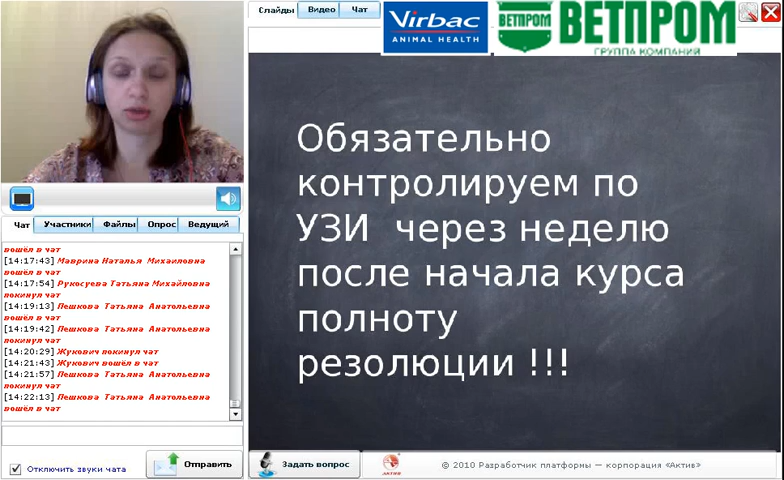 Слайды Видео Чат
Virbac
ANIMAL HEALTH
ВЕТПРОМ
ВЕТПРОМ
ГРУППА КОМПАНИЙ
Обязательно
контролируем по
УЗИ через неделю
после начала курса
полноту
резолюции !!!
Чат Участники Файлы Опрос Ведущий
вошёл в чат
[14:17:43] Маврина Наталья Михайловна
вошёл в чат
[14:17:54] Рукосуева Татьяна Михайловна
покинул чат
[14:19:13] Пешкова Татьяна Анатольевна
вошёл в чат
[14:19:42] Пешкова Татьяна Анатольевна
покинул чат
[14:20:29] Жукович покинул чат
[14:21:43] Жукович вошёл в чат
[14:21:57] Пешкова Татьяна Анатольевна
покинул чат
[14:22:13] Пешкова Татьяна Анатольевна
вошёл в чат
Отключить звуки чата
Отправить
Задать вопрос
АКТИВ
© 2010 Разработчик платформы — корпорация «Актив»